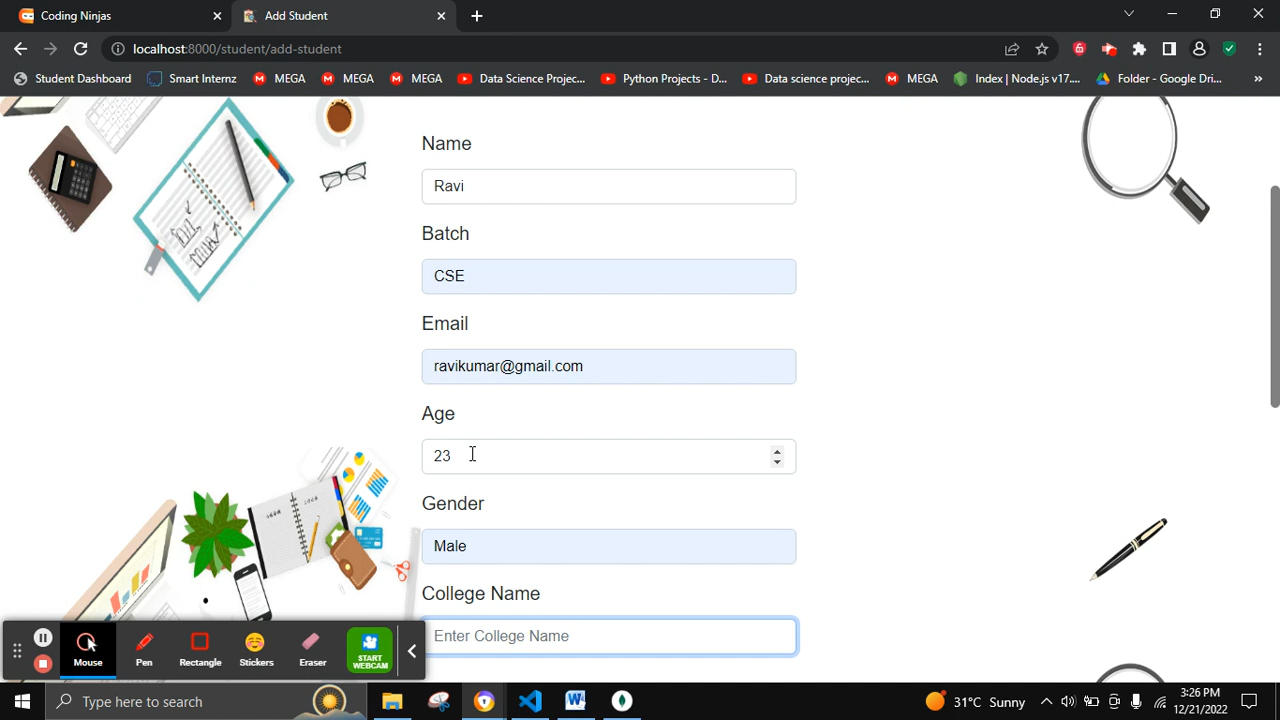 Coding Ninjas
Add Student
localhost:8000/student/add-student
Student Dashboard
Smart Internz
MEGA
MEGA
MEGA
Data Science Projec...
Python Projects - D...
Data science projec...
MEGA
Index | Node.js v17....
Folder - Google Dri...
Name
Ravi
Batch
CSE
Email
ravikumar@gmail.com
Age
23
Gender
Male
College Name
Enter College Name
Mouse
Pen
Rectangle
Stickers
Eraser
START
WEBCAM
Type here to search
31°C Sunny
3:26 PM
12/21/2022